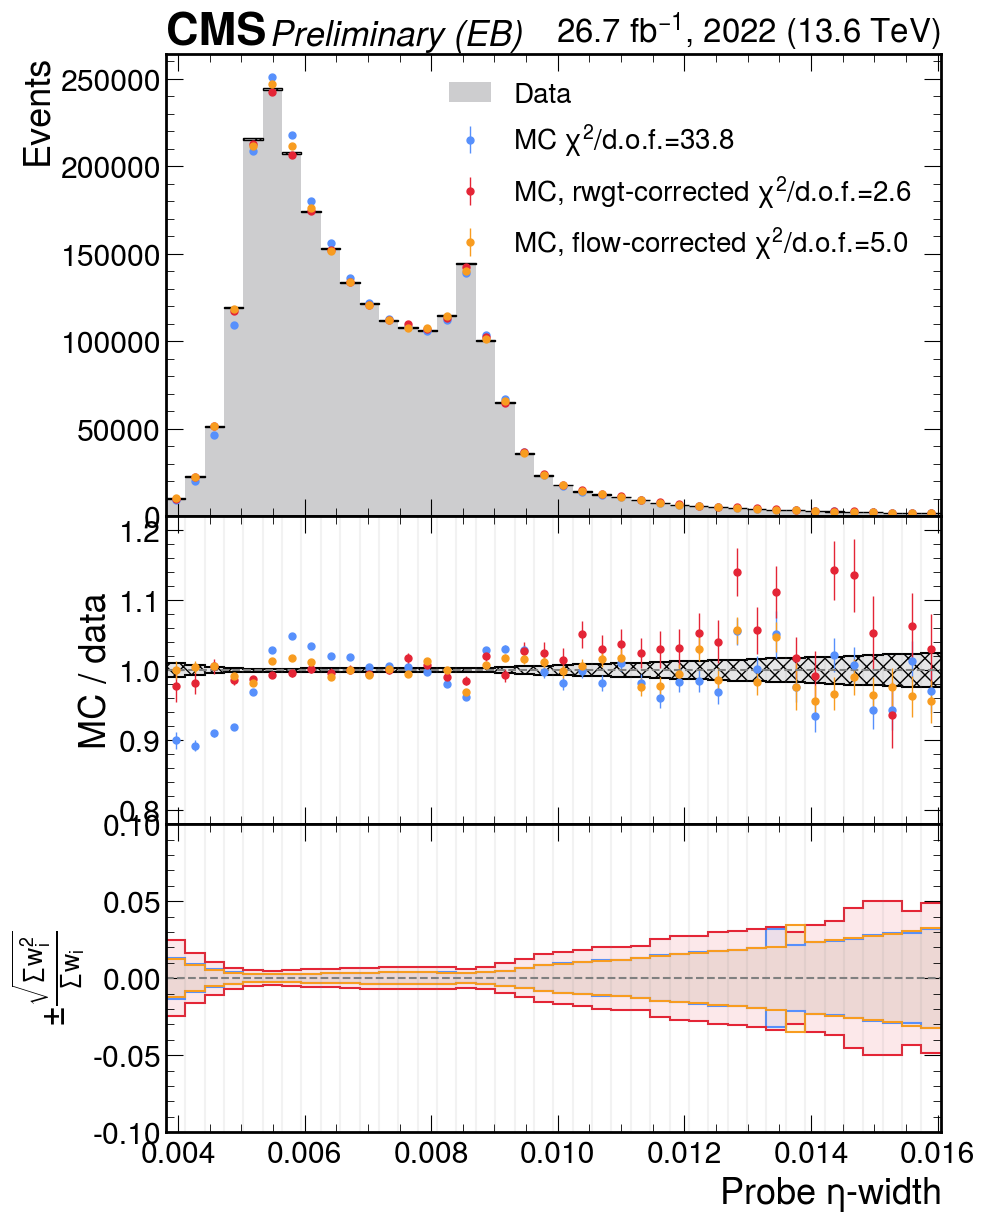 CMS Preliminary (EB) 26.7 fb⁻¹, 2022 (13.6 TeV)
Events
250000
200000
150000
100000
50000
0
Data
MC χ²/d.o.f.=33.8
MC, rwgt-corrected χ²/d.o.f.=2.6
MC, flow-corrected χ²/d.o.f.=5.0
MC / data
1.2
1.1
1.0
0.9
0.8
±√Σwᵢ²/Σwᵢ
0.10
0.05
0.00
-0.05
-0.10
0.004 0.006 0.008 0.010 0.012 0.014 0.016
Probe η-width